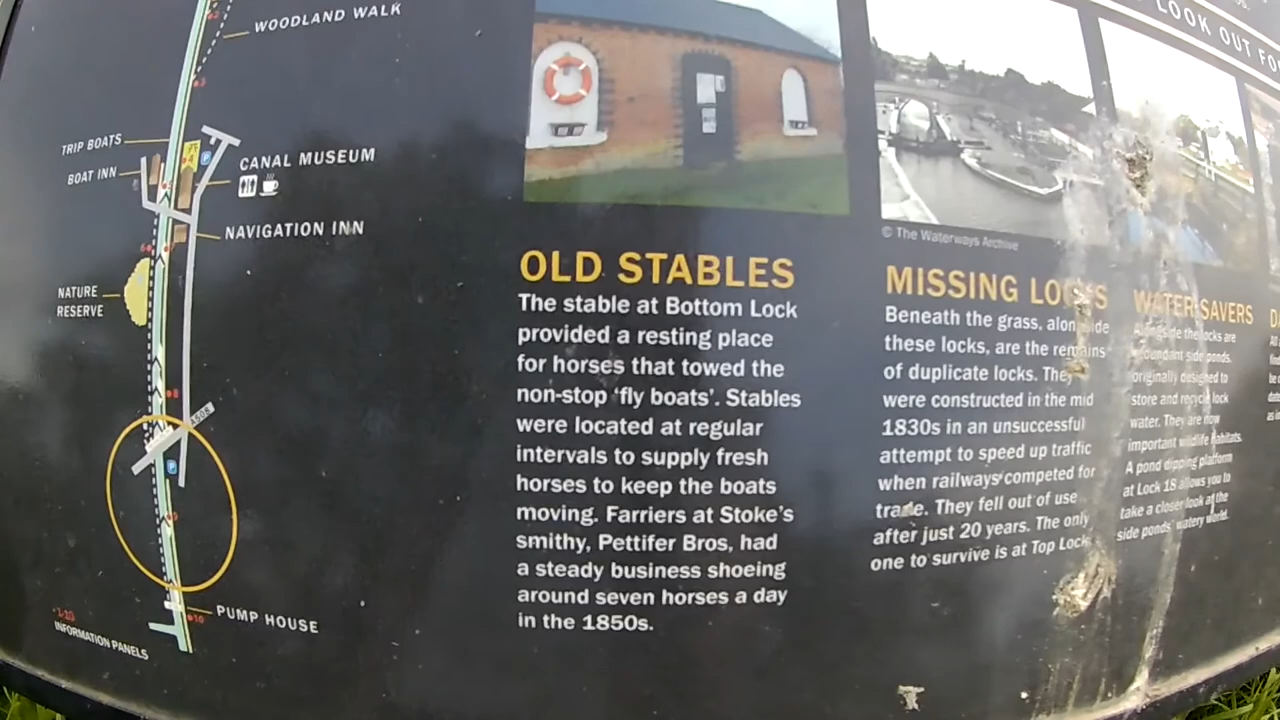 LOOK OUT FO
WOODLAND WALK
TRIP BOATS
BOAT INN
CANAL MUSEUM
NAVIGATION INN
NATURE
RESERVE
A508
PUMP HOUSE
1-10
INFORMATION PANELS
OLD STABLES
The stable at Bottom Lock
provided a resting place
for horses that towed the
non-stop ‘fly boats’. Stables
were located at regular
intervals to supply fresh
horses to keep the boats
moving. Farriers at Stoke’s
smithy, Pettifer Bros, had
a steady business shoeing
around seven horses a day
in the 1850s.
© The Waterways Archive
MISSING LOCKS
Beneath the grass, alongside
these locks, are the remains
of duplicate locks. They
were constructed in the mid
1830s in an unsuccessful
attempt to speed up traffic
when railways competed for
trade. They fell out of use
after just 20 years. The only
one to survive is at Top Lock.
WATER SAVERS
Alongside the locks are
redundant side ponds,
originally designed to
store and recycle lock
water. They are now
important wildlife habitats.
A pond dipping platform
at Lock 18 allows you to
take a closer look at the
side ponds’ watery world.